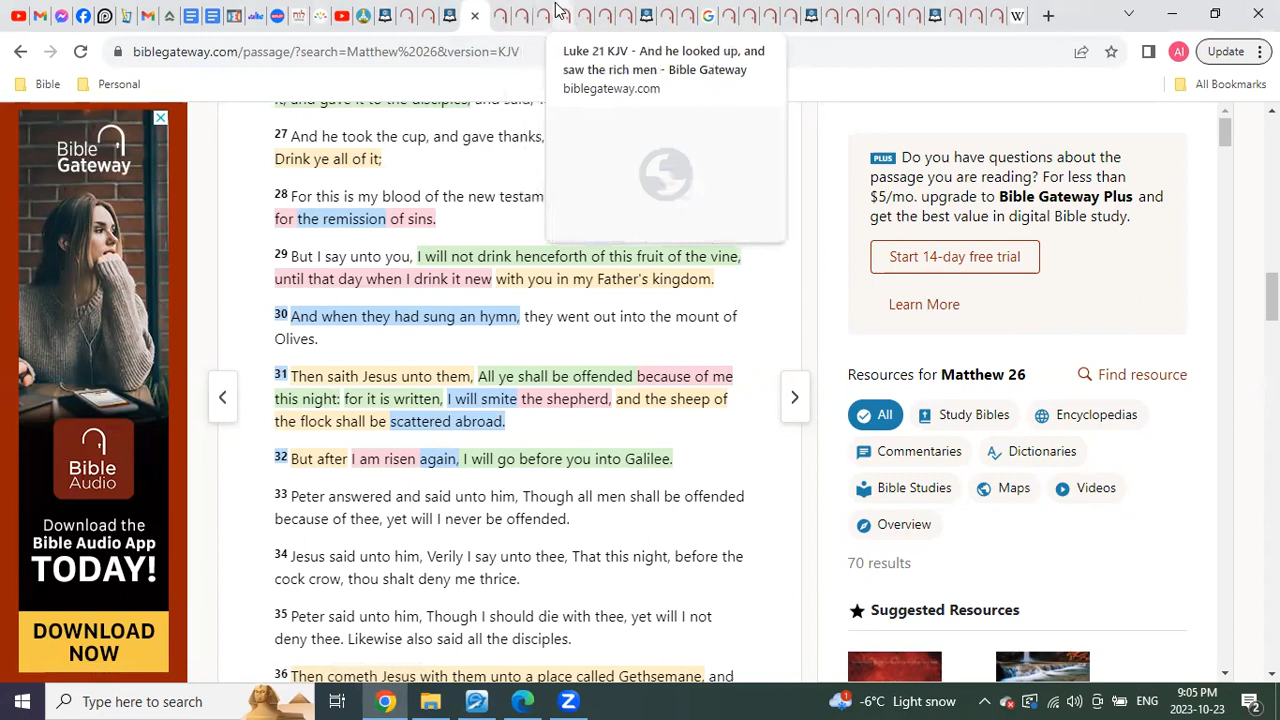 biblegateway.com/passage/?search=Matthew%2026&version=KJV
Update
Bible
Personal
All Bookmarks
Luke 21 KJV - And he looked up, and
saw the rich men - Bible Gateway
biblegateway.com
Bible
Gateway
Bible
Audio
Download the
Bible Audio App
TODAY!
DOWNLOAD
NOW
27 And he took the cup, and gave thanks,
Drink ye all of it;
28 For this is my blood of the new testam
for the remission of sins.
29 But I say unto you, I will not drink henceforth of this fruit of the vine,
until that day when I drink it new with you in my Father's kingdom.
30 And when they had sung an hymn, they went out into the mount of
Olives.
31 Then saith Jesus unto them, All ye shall be offended because of me
this night: for it is written, I will smite the shepherd, and the sheep of
the flock shall be scattered abroad.
32 But after I am risen again, I will go before you into Galilee.
33 Peter answered and said unto him, Though all men shall be offended
because of thee, yet will I never be offended.
34 Jesus said unto him, Verily I say unto thee, That this night, before the
cock crow, thou shalt deny me thrice.
35 Peter said unto him, Though I should die with thee, yet will I not
deny thee. Likewise also said all the disciples.
36 Then cometh Jesus with them unto a place called Gethsemane, and
PLUS Do you have questions about the
passage you are reading? For less than
$5/mo. upgrade to Bible Gateway Plus and
get the best value in digital Bible study.
Start 14-day free trial
Learn More
Resources for Matthew 26
Find resource
All
Study Bibles
Encyclopedias
Commentaries
Dictionaries
Bible Studies
Maps
Videos
Overview
70 results
Suggested Resources
Type here to search
1
-6°C Light snow
ENG
9:05 PM
2023-10-23
2